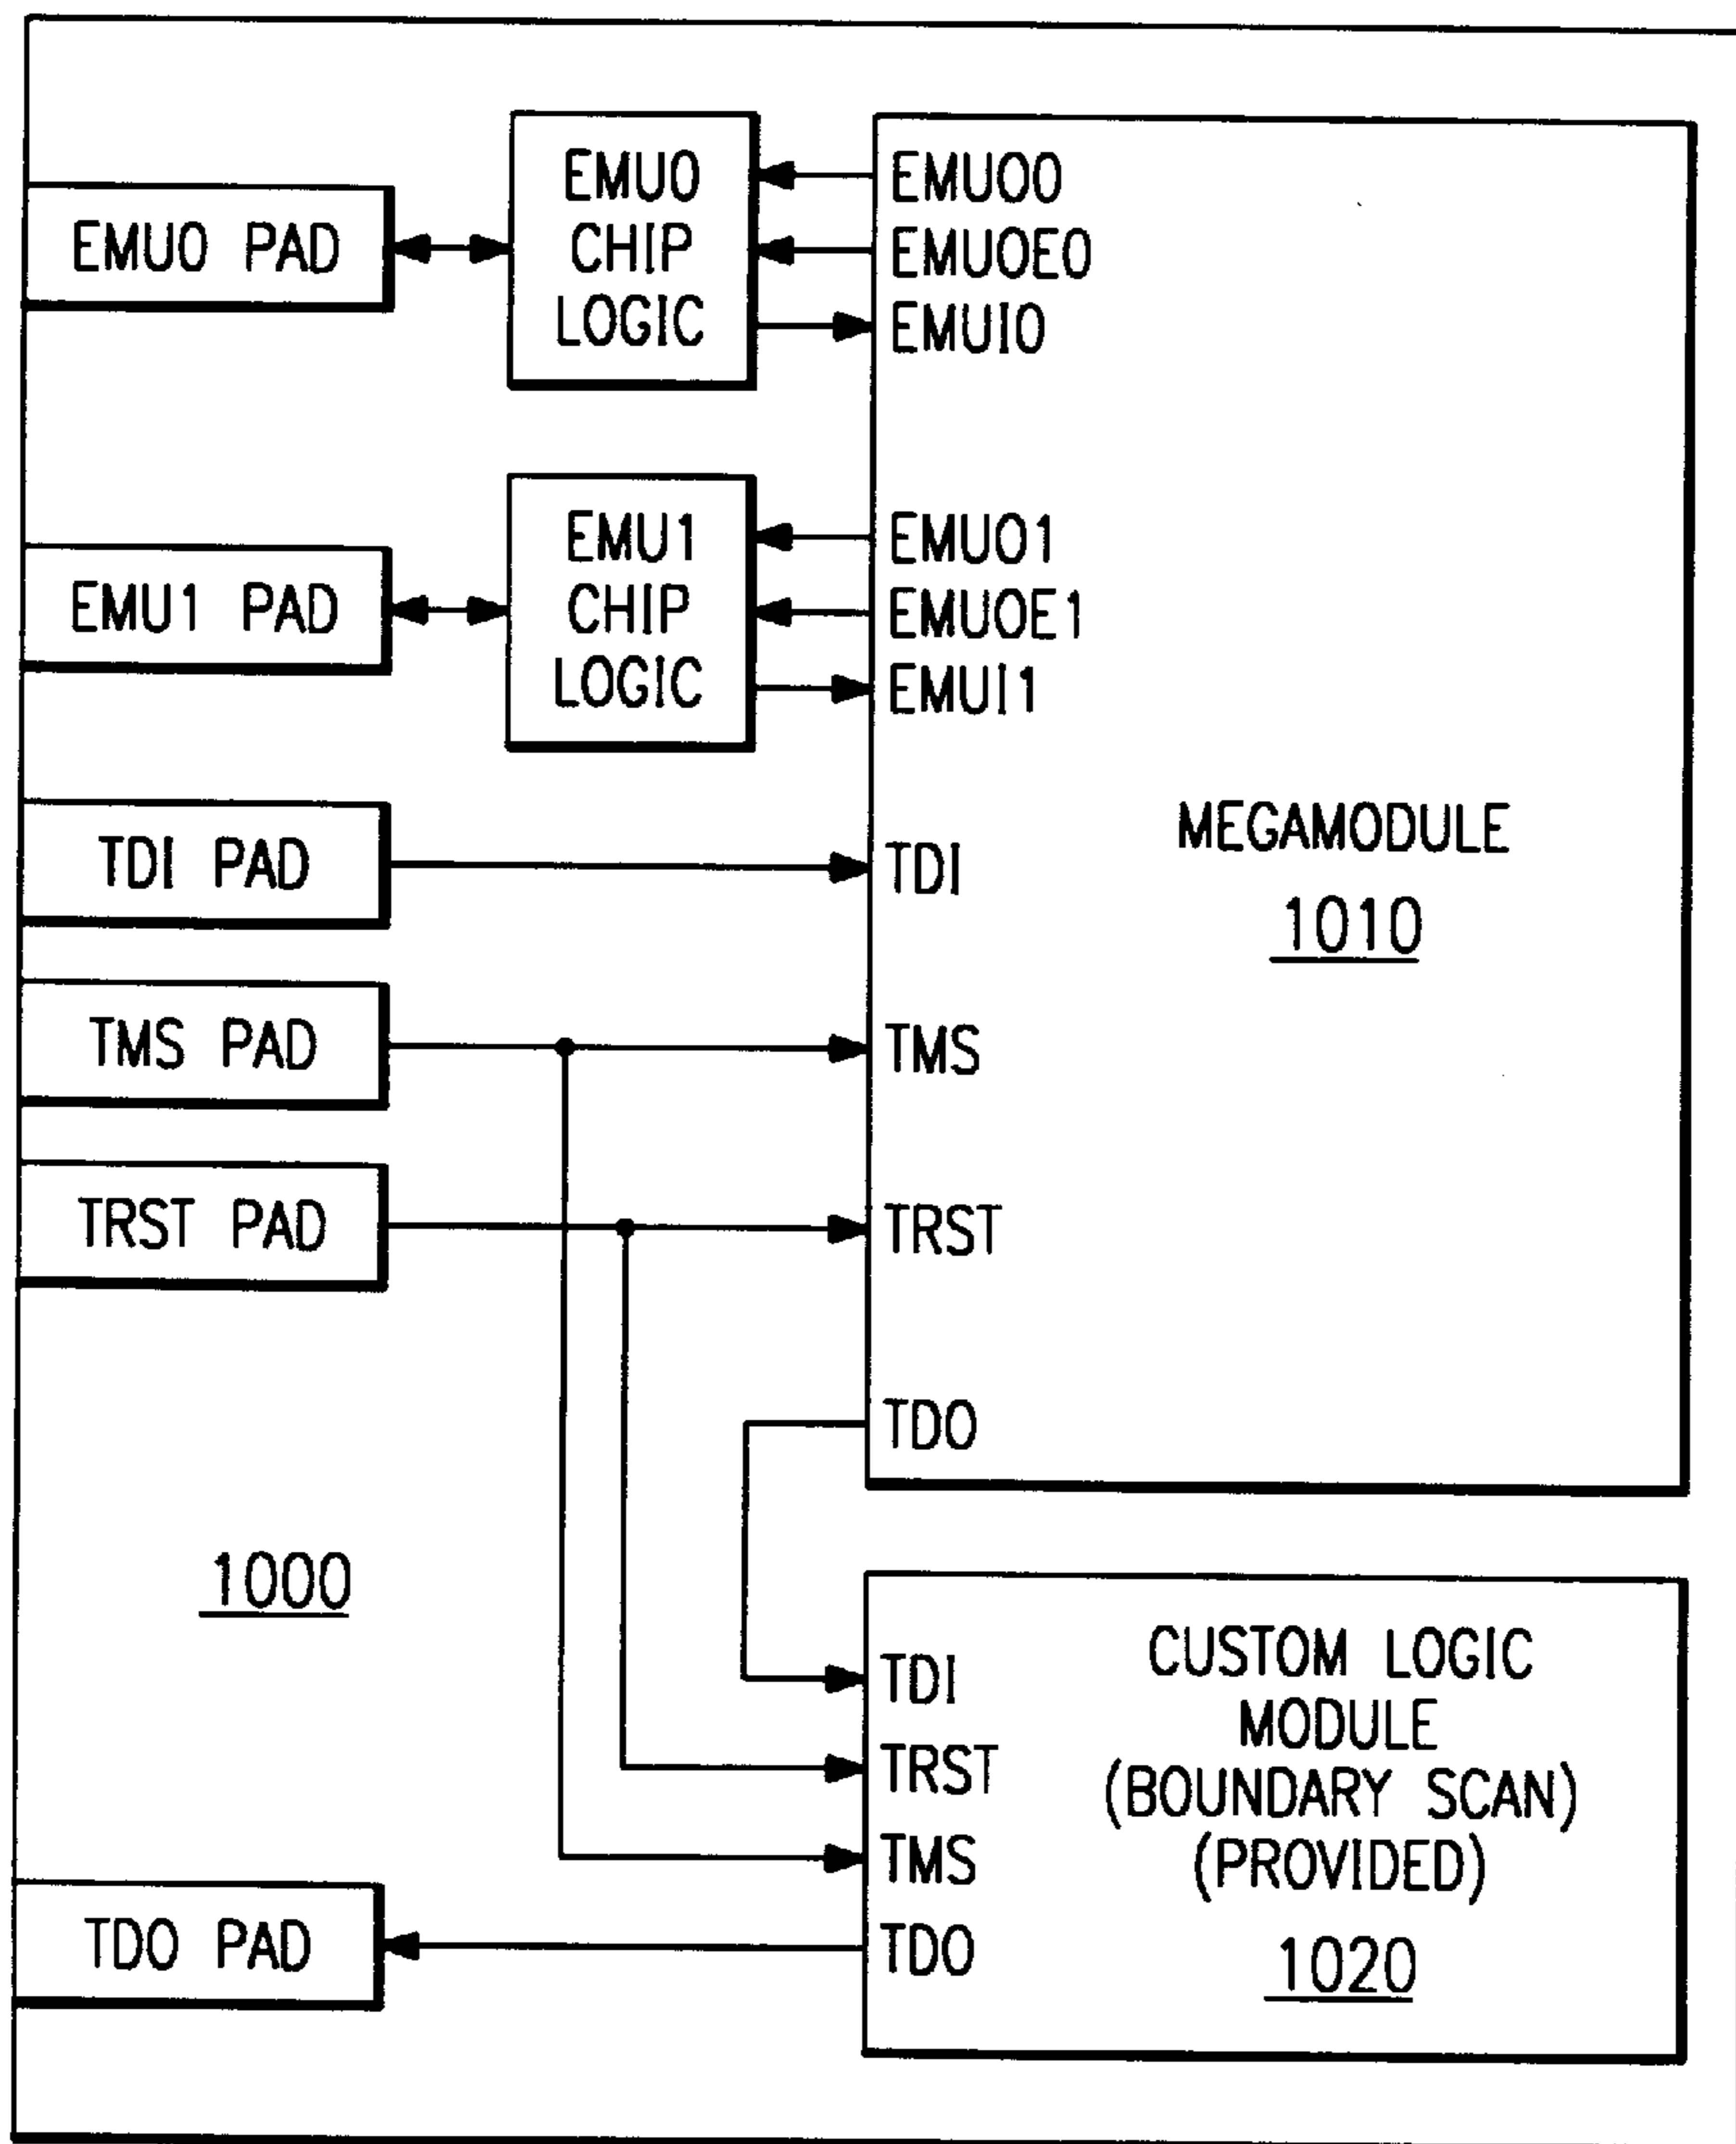 EMU0 PAD
EMU0
CHIP
LOGIC
EMUO0
EMUOE0
EMUI0
EMU1 PAD
EMU1
CHIP
LOGIC
EMUO1
EMUOE1
EMUI1
MEGAMODULE
1010
TDI PAD
TDI
TMS PAD
TMS
TRST PAD
TRST
TDO
1000
CUSTOM LOGIC
MODULE
(BOUNDARY SCAN)
(PROVIDED)
1020
TDI
TRST
TMS
TDO
TDO PAD